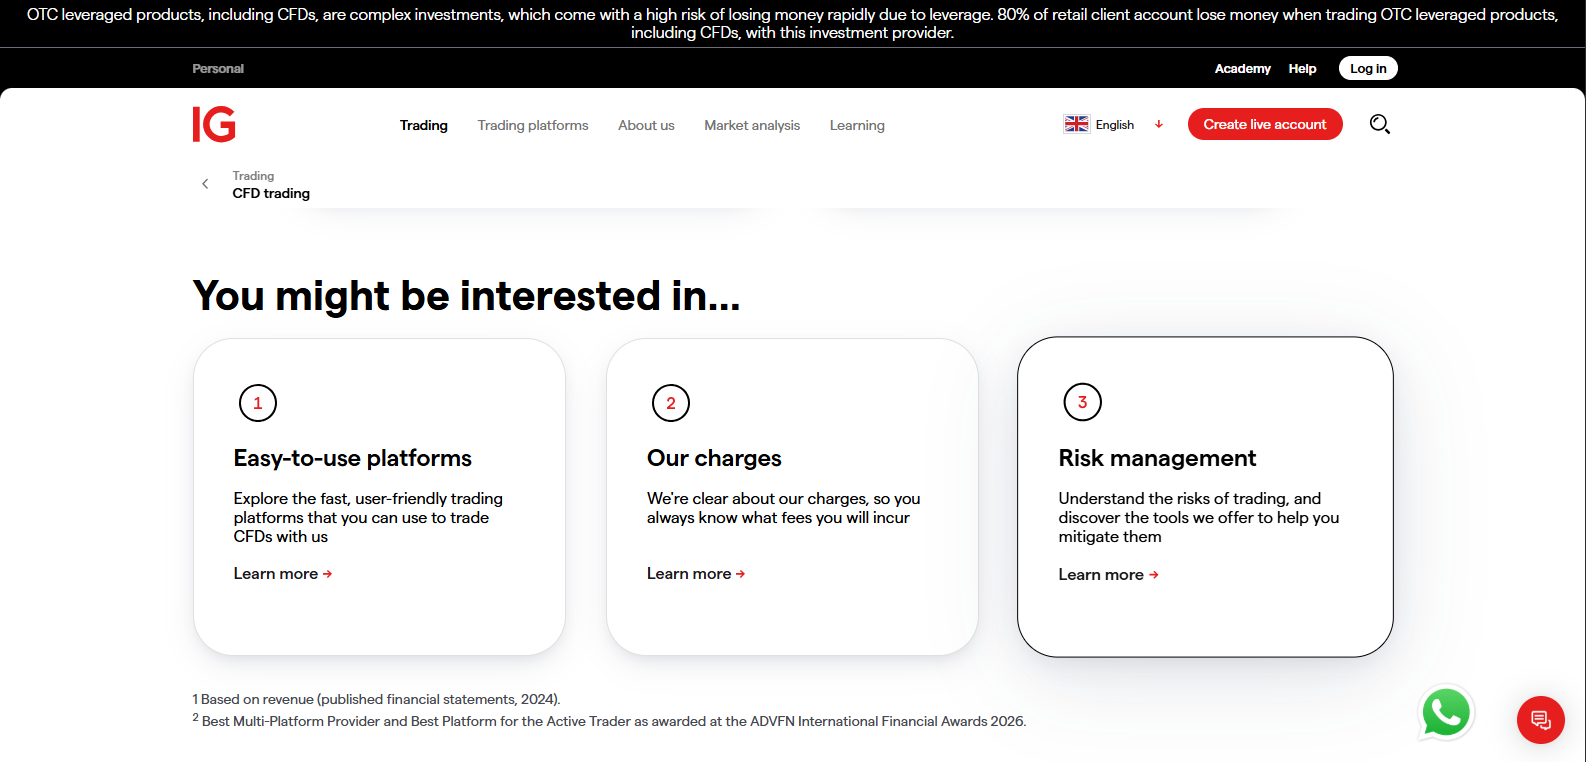 OTC leveraged products, including CFDs, are complex investments, which come with a high risk of losing money rapidly due to leverage. 80% of retail client account lose money when trading OTC leveraged products,
including CFDs, with this investment provider.
Personal
Academy
Help
Log in
IG
Trading
Trading platforms
About us
Market analysis
Learning
English
Create live account
Trading
CFD trading
You might be interested in...
1
Easy-to-use platforms
Explore the fast, user-friendly trading
platforms that you can use to trade
CFDs with us
Learn more →
2
Our charges
We're clear about our charges, so you
always know what fees you will incur
Learn more →
3
Risk management
Understand the risks of trading, and
discover the tools we offer to help you
mitigate them
Learn more →
1 Based on revenue (published financial statements, 2024).
2 Best Multi-Platform Provider and Best Platform for the Active Trader as awarded at the ADVFN International Financial Awards 2026.